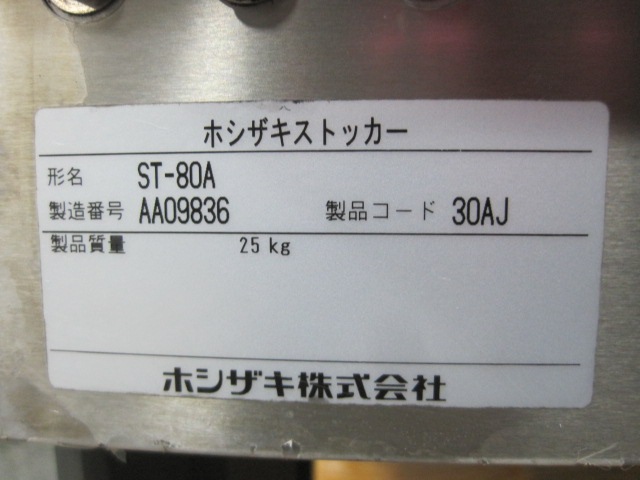 ホシザキストッカー
形名 ST-80A
製造番号 AA09836 製品コード 30AJ
製品質量 25 kg
ホシザキ株式会社